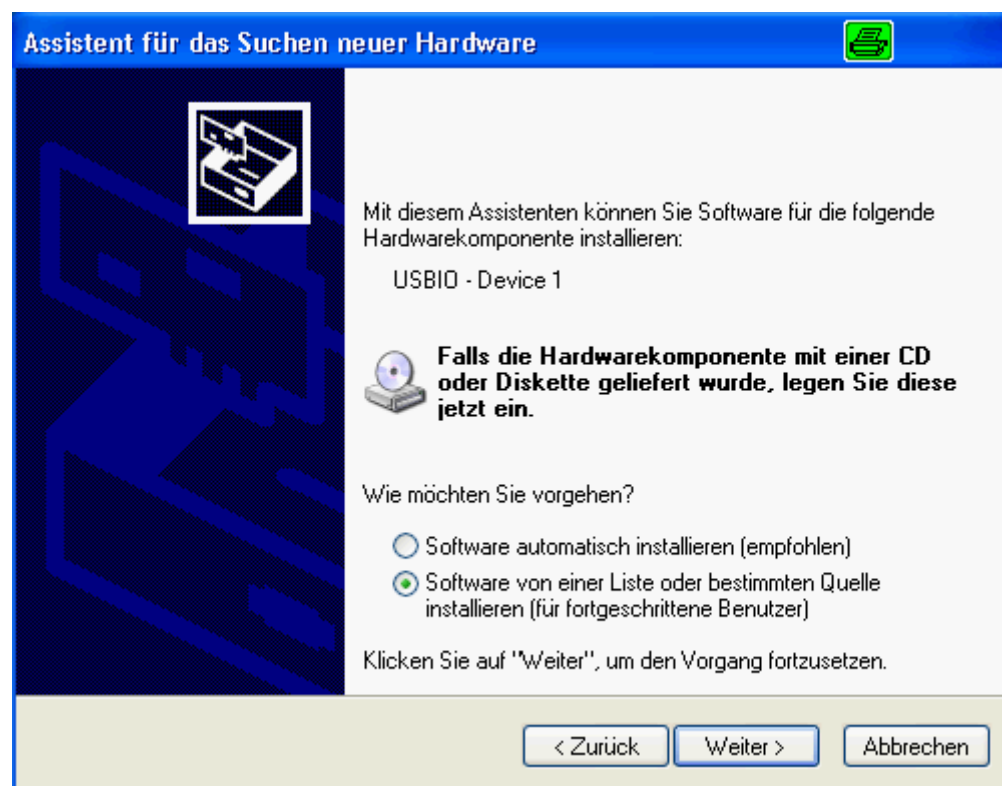 Assistent für das Suchen neuer Hardware
Mit diesem Assistenten können Sie Software für die folgende
Hardwarekomponente installieren:
USBIO - Device 1
Falls die Hardwarekomponente mit einer CD
oder Diskette geliefert wurde, legen Sie diese
jetzt ein.
Wie möchten Sie vorgehen?
Software automatisch installieren (empfohlen)
Software von einer Liste oder bestimmten Quelle
installieren (für fortgeschrittene Benutzer)
Klicken Sie auf "Weiter", um den Vorgang fortzusetzen.
< Zurück Weiter > Abbrechen